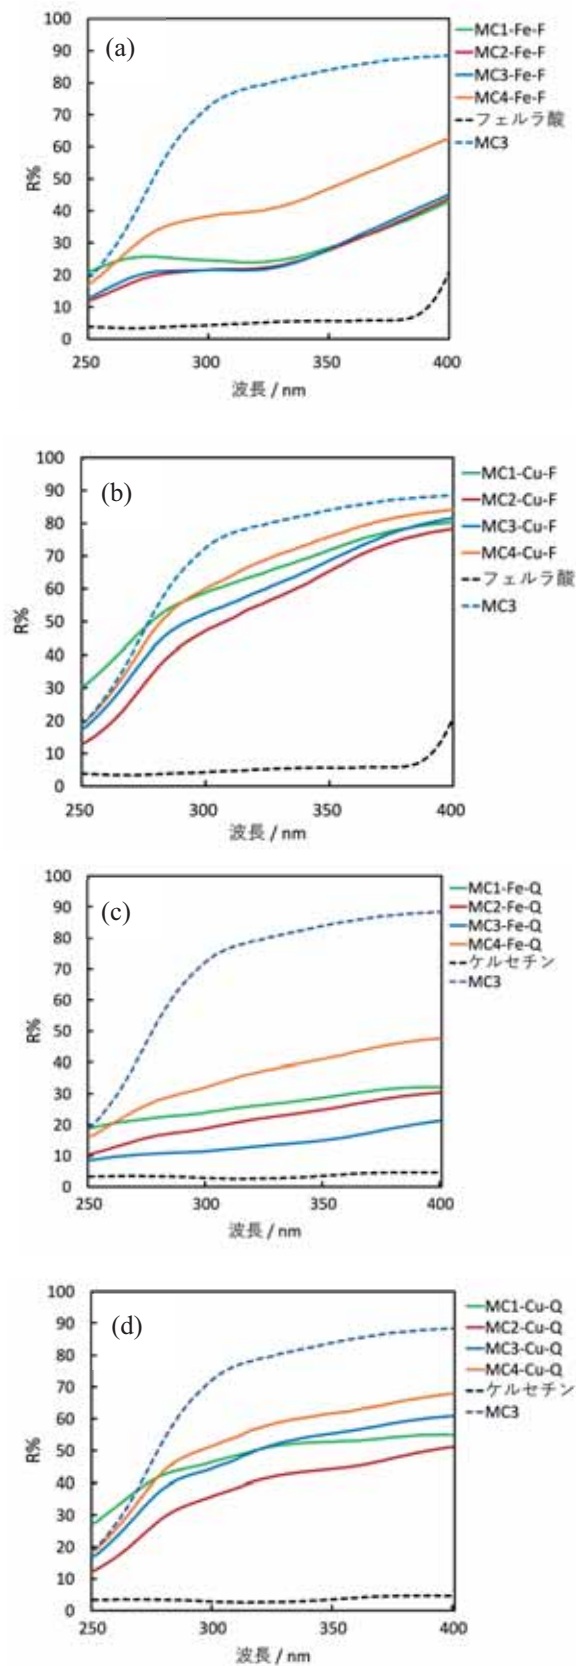 (a)
R%
100
90
80
70
60
50
40
30
20
10
0
250
300
350
400
波長 / nm
MC1-Fe-F
MC2-Fe-F
MC3-Fe-F
MC4-Fe-F
フェルラ酸
MC3
(b)
R%
100
90
80
70
60
50
40
30
20
10
0
250
300
350
400
波長 / nm
MC1-Cu-F
MC2-Cu-F
MC3-Cu-F
MC4-Cu-F
フェルラ酸
MC3
(c)
R%
100
90
80
70
60
50
40
30
20
10
0
250
300
350
400
波長 / nm
MC1-Fe-Q
MC2-Fe-Q
MC3-Fe-Q
MC4-Fe-Q
ケルセチン
MC3
(d)
R%
100
90
80
70
60
50
40
30
20
10
0
250
300
350
400
波長 / nm
MC1-Cu-Q
MC2-Cu-Q
MC3-Cu-Q
MC4-Cu-Q
ケルセチン
MC3